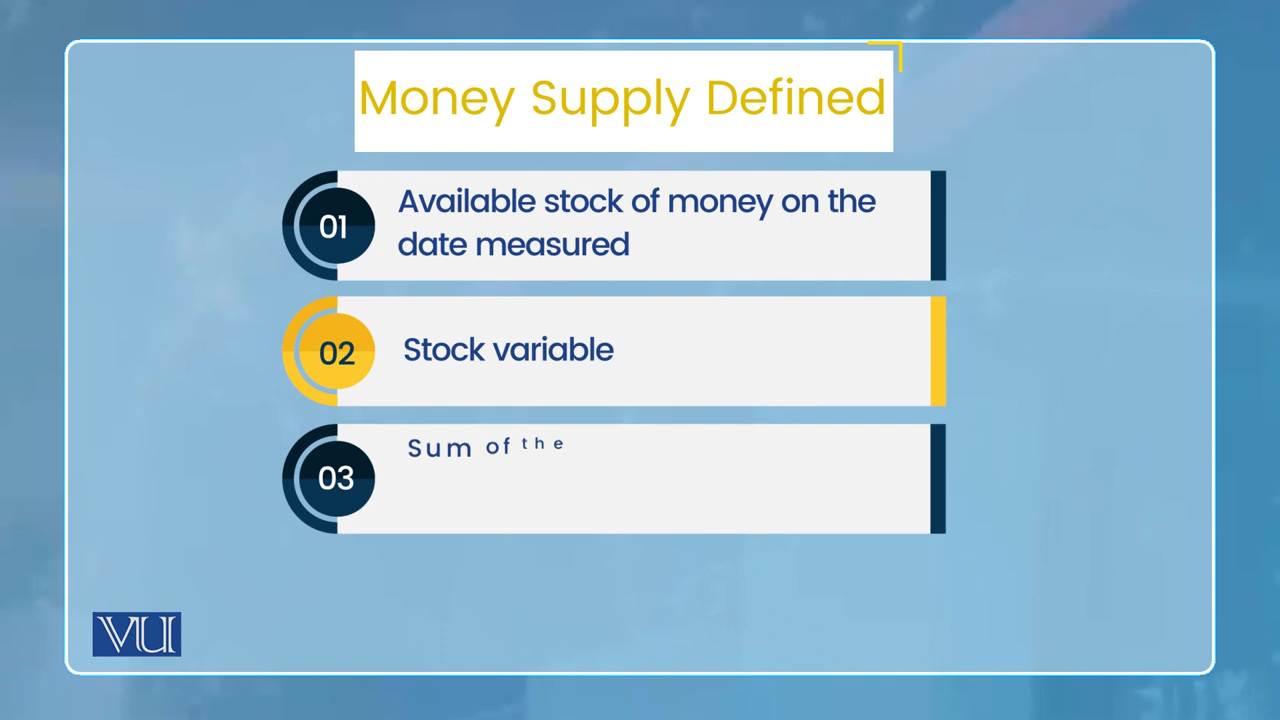 Money Supply Defined
01
Available stock of money on the
date measured
02
Stock variable
03
Sum of the
VU